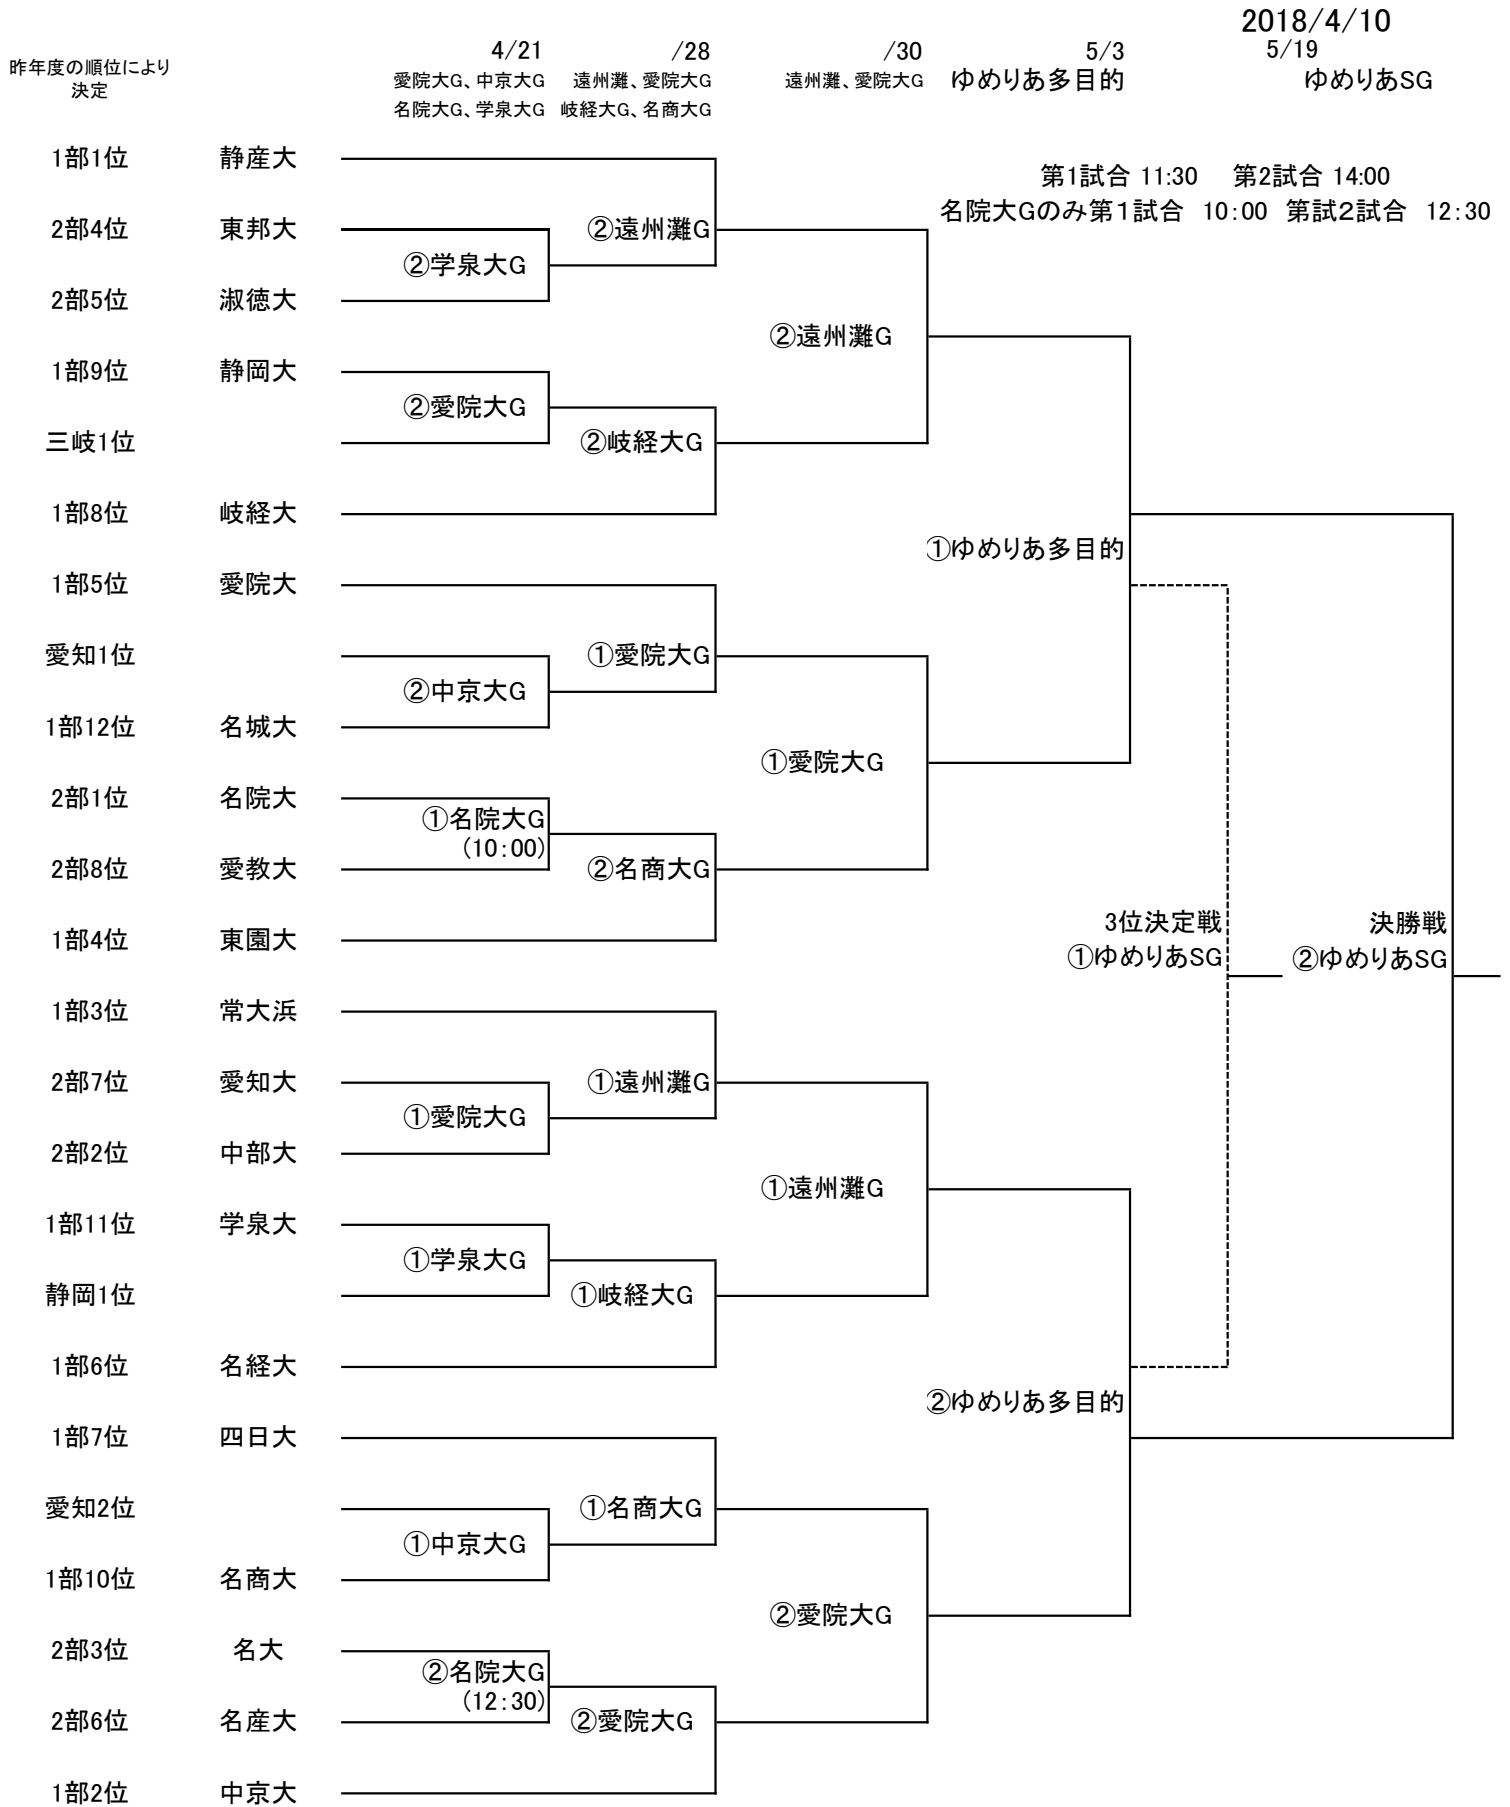 2018/4/10
昨年度の順位により
決定
4/21 /28 /30 5/3 5/19
愛院大G、中京大G 遠州灘、愛院大G 遠州灘、愛院大G ゆめりあ多目的 ゆめりあSG
名院大G、学泉大G 岐経大G、名商大G
1部1位 静産大
第1試合 11:30 第2試合 14:00
名院大Gのみ第1試合 10:00 第試2試合 12:30
2部4位 東邦大 ②遠州灘G
②学泉大G
2部5位 淑徳大
②遠州灘G
1部9位 静岡大
②愛院大G
三岐1位 ②岐経大G
1部8位 岐経大
①ゆめりあ多目的
1部5位 愛院大
愛知1位 ①愛院大G
②中京大G
1部12位 名城大
①愛院大G
2部1位 名院大
①名院大G
(10:00)
2部8位 愛教大 ②名商大G
3位決定戦 決勝戦
1部4位 東園大
①ゆめりあSG ②ゆめりあSG
1部3位 常大浜
2部7位 愛知大 ①遠州灘G
①愛院大G
2部2位 中部大
①遠州灘G
1部11位 学泉大
①学泉大G
静岡1位 ①岐経大G
1部6位 名経大
②ゆめりあ多目的
1部7位 四日大
愛知2位 ①名商大G
①中京大G
1部10位 名商大
②愛院大G
2部3位 名大
②名院大G
(12:30)
2部6位 名産大 ②愛院大G
1部2位 中京大